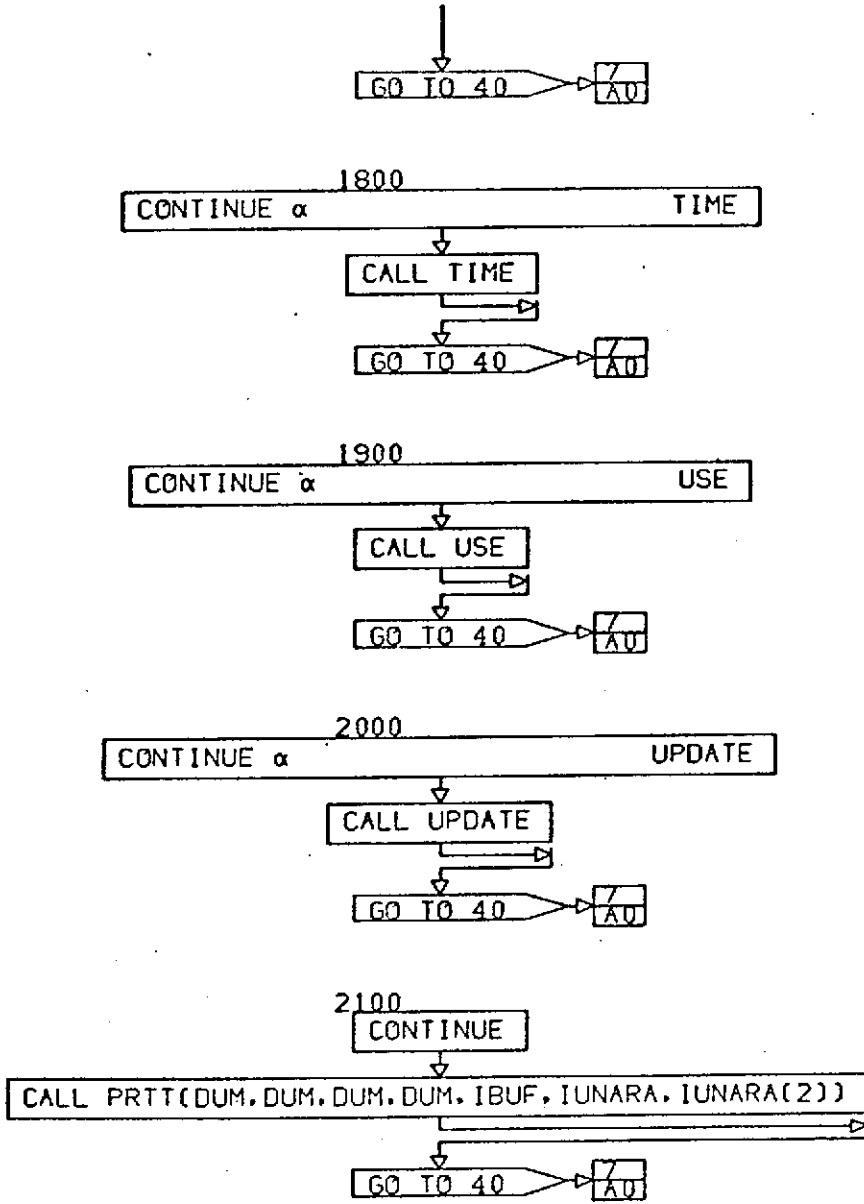 GO TO 40
7
A0
1800
CONTINUE α TIME
CALL TIME
GO TO 40
7
A0
1900
CONTINUE α USE
CALL USE
GO TO 40
7
A0
2000
CONTINUE α UPDATE
CALL UPDATE
GO TO 40
7
A0
2100
CONTINUE
CALL PRTT(DUM,DUM,DUM,DUM,IBUF,IUNARA,IUNARA(2))
GO TO 40
7
A0